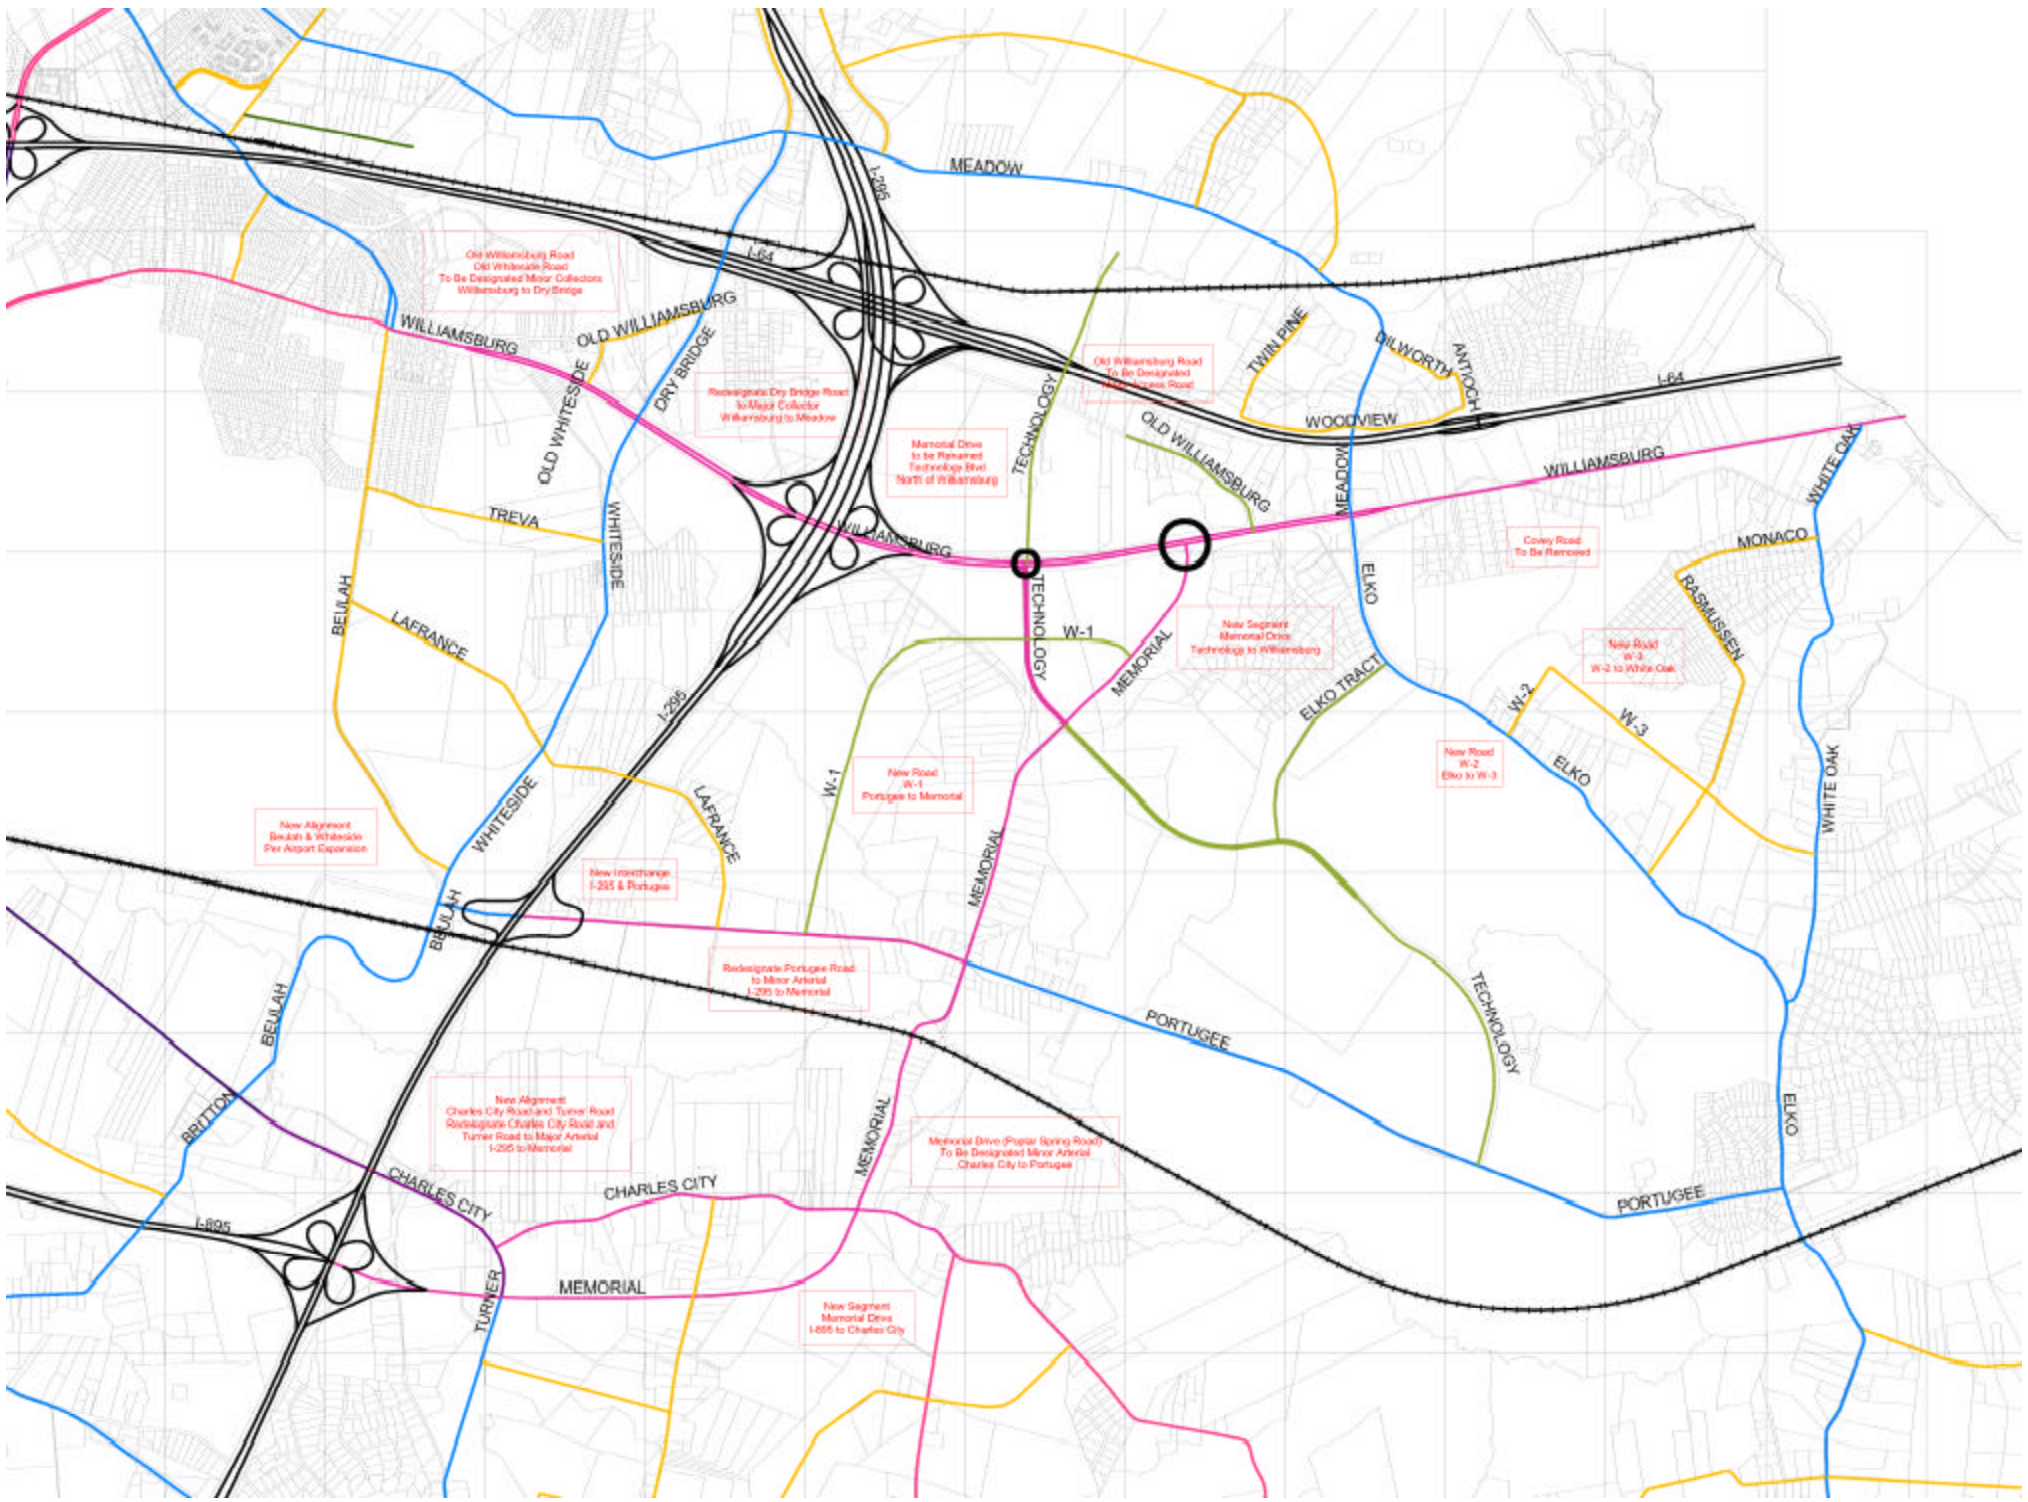 I-295
MEADOW
I-64
Old Williamsburg Road
Old Whiteside Road
To Be Designated Minor Collectors
Williamsburg to Dry Bridge
WILLIAMSBURG
OLD WILLIAMSBURG
DRY BRIDGE
OLD WHITESIDE
Redesignate Dry Bridge Road
to Major Collector
Williamsburg to Meadow
Old Williamsburg Road
To Be Designated
Access Road
TWIN PINE
DILWORTH
ANTIOCH
I-64
WOODVIEW
TECHNOLOGY
OLD WILLIAMSBURG
MEADOW
WILLIAMSBURG
WHITE OAK
Memorial Drive
to be Renamed
Technology Blvd
North of Williamsburg
TREVA
WHITESIDE
WILLIAMSBURG
Covey Road
To Be Removed
MONACO
RASMUSSEN
BEULAH
LAFRANCE
TECHNOLOGY
W-1
MEMORIAL
New Segment
Memorial Drive
Technology to Williamsburg
ELKO
ELKO TRACT
New Road
W-3
W-2 to White Oak
W-2
W-3
I-295
New Road
W-1
Portugee to Memorial
W-1
New Road
W-2
Elko to W-3
ELKO
WHITE OAK
New Alignment
Beulah & Whiteside
Per Airport Expansion
WHITESIDE
LAFRANCE
New Interchange
I-295 & Portugee
MEMORIAL
BEULAH
Redesignate Portugee Road
to Minor Arterial
I-295 to Memorial
BEULAH
PORTUGEE
TECHNOLOGY
BRITTON
New Alignment
Charles City Road and Turner Road
Redesignate Charles City Road and
Turner Road to Major Arterial
I-295 to Memorial
MEMORIAL
Memorial Drive (Poplar Spring Road)
To Be Designated Minor Arterial
Charles City to Portugee
ELKO
CHARLES CITY
CHARLES CITY
PORTUGEE
I-895
TURNER
MEMORIAL
New Segment
Memorial Drive
I-895 to Charles City